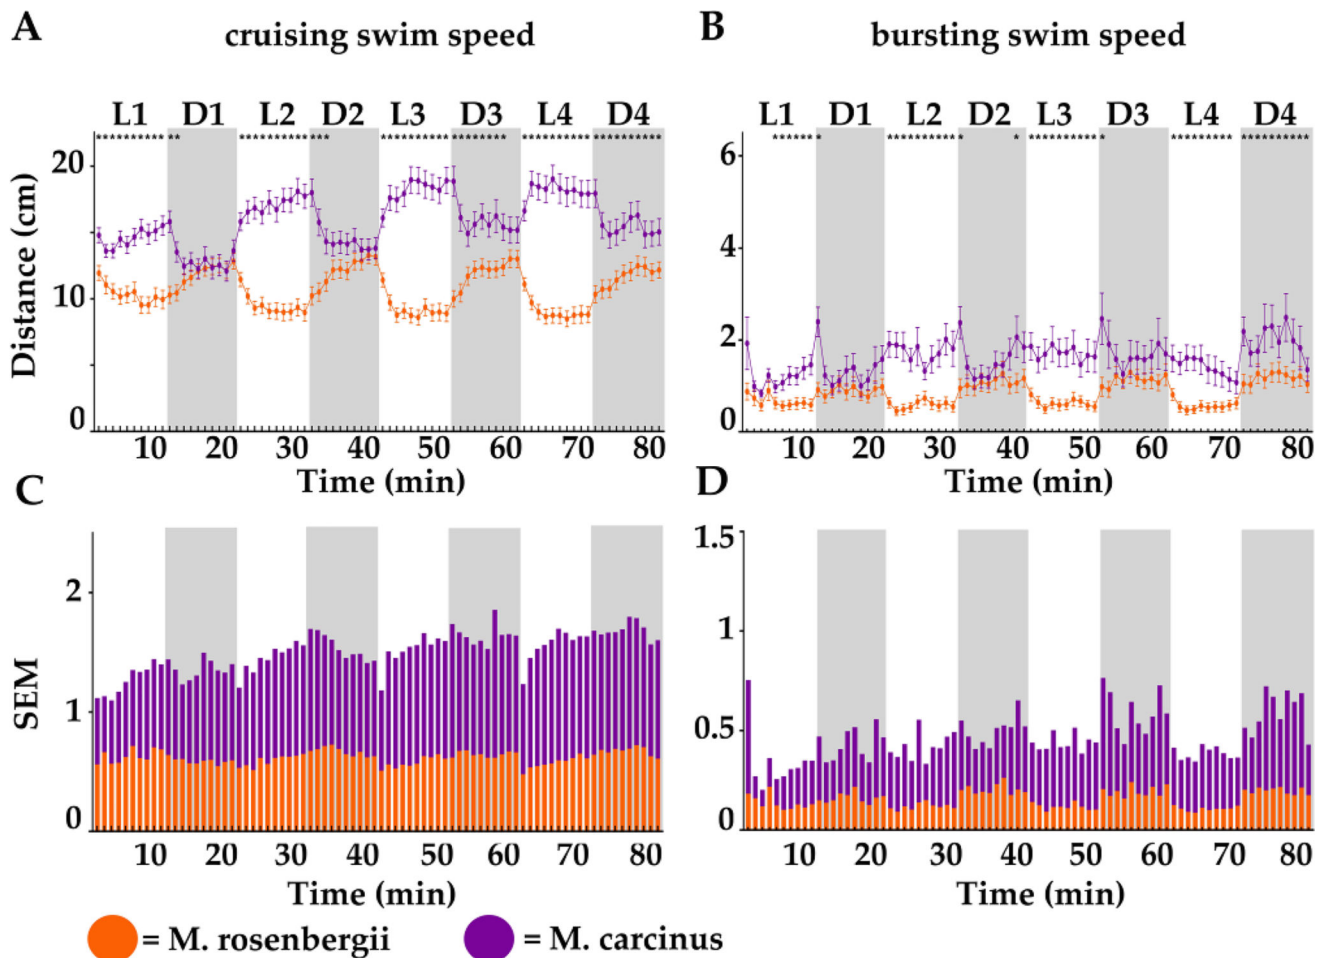 A
cruising swim speed
L1 D1 L2 D2 L3 D3 L4 D4
Distance (cm)
20
10
0
10 20 30 40 50 60 70 80
Time (min)
B
bursting swim speed
L1 D1 L2 D2 L3 D3 L4 D4
6
4
2
0
10 20 30 40 50 60 70 80
Time (min)
C
SEM
2
1
0
10 20 30 40 50 60 70 80
Time (min)
D
1.5
1
0.5
0
10 20 30 40 50 60 70 80
Time (min)
= M. rosenbergii
= M. carcinus